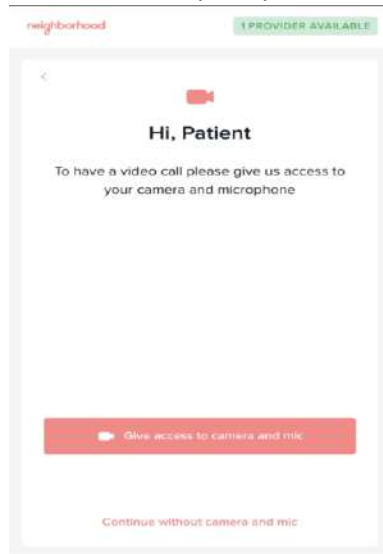 neighborhood
1 PROVIDER AVAILABLE
Hi, Patient
To have a video call please give us access to
your camera and microphone
Give access to camera and mic
Continue without camera and mic